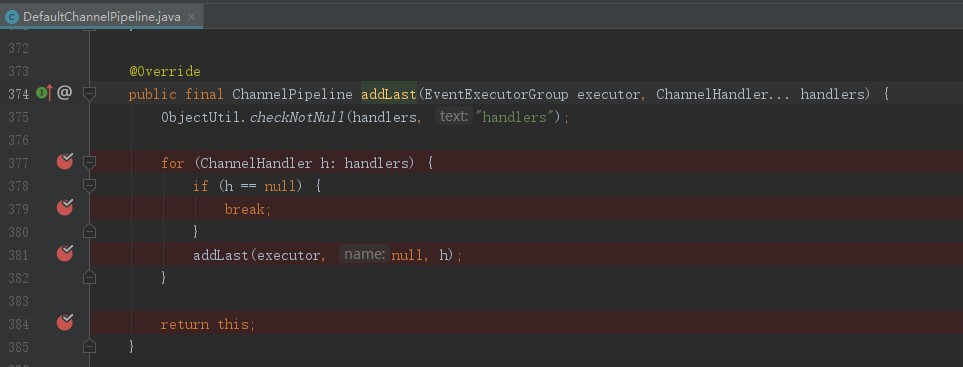 DefaultChannelPipeline.java
372
373 @Override
374 public final ChannelPipeline addLast(EventExecutorGroup executor, ChannelHandler... handlers) {
375 ObjectUtil.checkNotNull(handlers, text: "handlers");
376
377 for (ChannelHandler h: handlers) {
378 if (h == null) {
379 break;
380 }
381 addLast(executor, name: null, h);
382 }
383
384 return this;
385 }